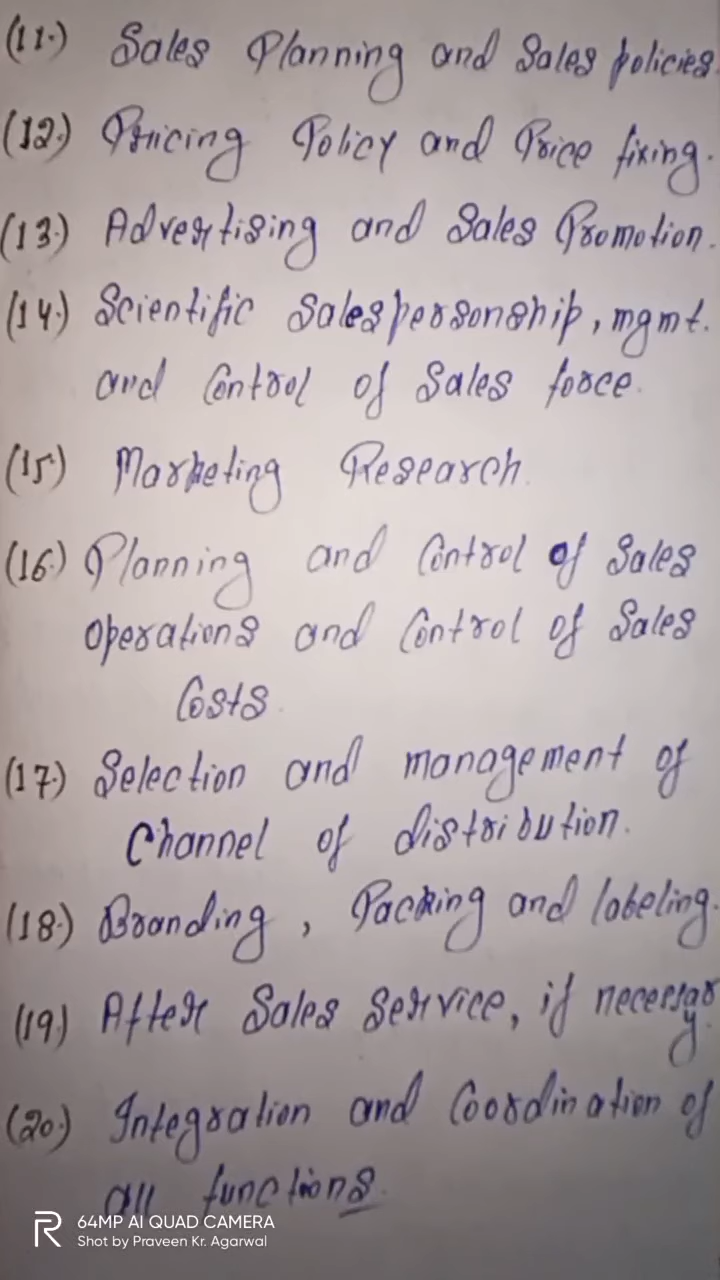 (11.) Sales Planning and Sales policies.
(12.) Pricing Policy and Price fixing.
(13.) Advertising and Sales Promotion.
(14.) Scientific Salespersonship, mgmt.
and Control of Sales force.
(15) Marketing Research.
(16) Planning and Control of Sales
operations and Control of Sales
Costs.
(17.) Selection and management of
Channel of distribution.
(18.) Branding, Packing and labeling.
(19.) After Sales Service, if necessary.
(20.) Integration and Coordination of
all functions.
64MP AI QUAD CAMERA
Shot by Praveen Kr. Agarwal